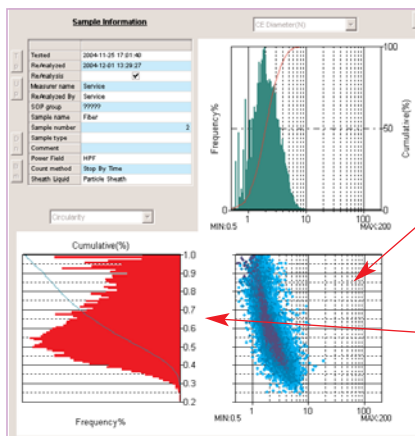 Sample Information
CE Diameter(N)
Tested 2004-11-25 17:01:40
ReAnalyzed 2004-12-01 13:29:27
ReAnalysis
Measurer name Service
ReAnalyzed By Service
SOP group ?????
Sample name Fiber
Sample number 2
Sample type
Comment
Power Field HPF
Count method Stop By Time
Sheath Liquid Particle Sheath
Frequency%
Cumulative(%)
100
50
0
1 10 100
MIN:0.5 MAX:200
Circularity
Cumulative(%)
1.0
0.9
0.8
0.7
0.6
0.5
0.4
0.3
0.2
Frequency%
1 10 100
MIN:0.5 MAX:200